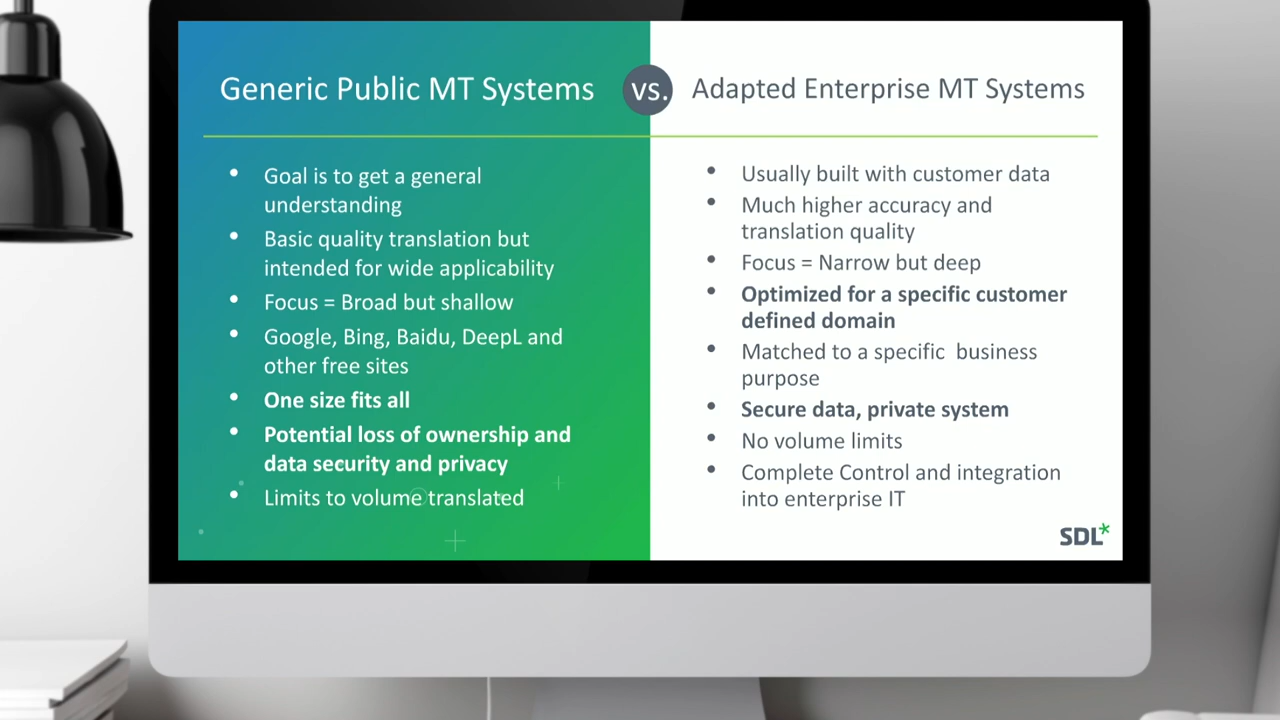 Generic Public MT Systems
vs.
Adapted Enterprise MT Systems
• Goal is to get a general
understanding
• Basic quality translation but
intended for wide applicability
• Focus = Broad but shallow
• Google, Bing, Baidu, DeepL and
other free sites
• One size fits all
• Potential loss of ownership and
data security and privacy
• Limits to volume translated
• Usually built with customer data
• Much higher accuracy and
translation quality
• Focus = Narrow but deep
• Optimized for a specific customer
defined domain
• Matched to a specific  business
purpose
• Secure data, private system
• No volume limits
• Complete Control and integration
into enterprise IT
SDL*